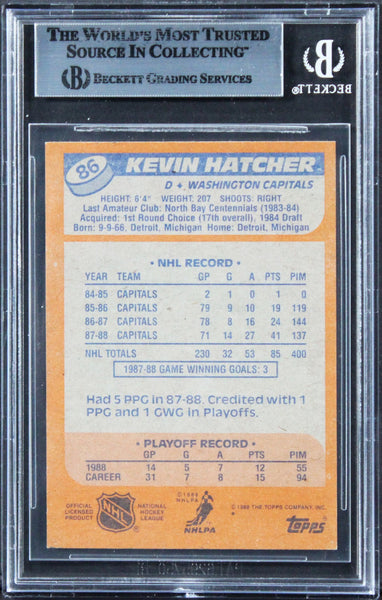 THE WORLD'S MOST TRUSTED
SOURCE IN COLLECTING™
BECKETT GRADING SERVICES
BECKETT
86
KEVIN HATCHER
D • WASHINGTON CAPITALS
HEIGHT: 6'4" WEIGHT: 207 SHOOTS: RIGHT
Last Amateur Club: North Bay Centennials (1983-84)
Acquired: 1st Round Choice (17th overall), 1984 Draft
Born: 9-9-66, Detroit, Michigan Home: Detroit, Michigan
• NHL RECORD •
YEAR TEAM GP G A PTS PIM
84-85 CAPITALS 2 1 0 1 0
85-86 CAPITALS 79 9 10 19 119
86-87 CAPITALS 78 8 16 24 144
87-88 CAPITALS 71 14 27 41 137
NHL TOTALS 230 32 53 85 400
1987-88 GAME WINNING GOALS: 3
Had 5 PPG in 87-88. Credited with 1
PPG and 1 GWG in Playoffs.
• PLAYOFF RECORD •
GP G A PTS PIM
1988 14 5 7 12 55
CAREER 31 7 8 15 94
OFFICIAL LICENSED PRODUCT
NHL
NATIONAL HOCKEY LEAGUE
© 1988 NHLPA
NHLPA
© 1988 THE TOPPS COMPANY, INC.
TOPPS